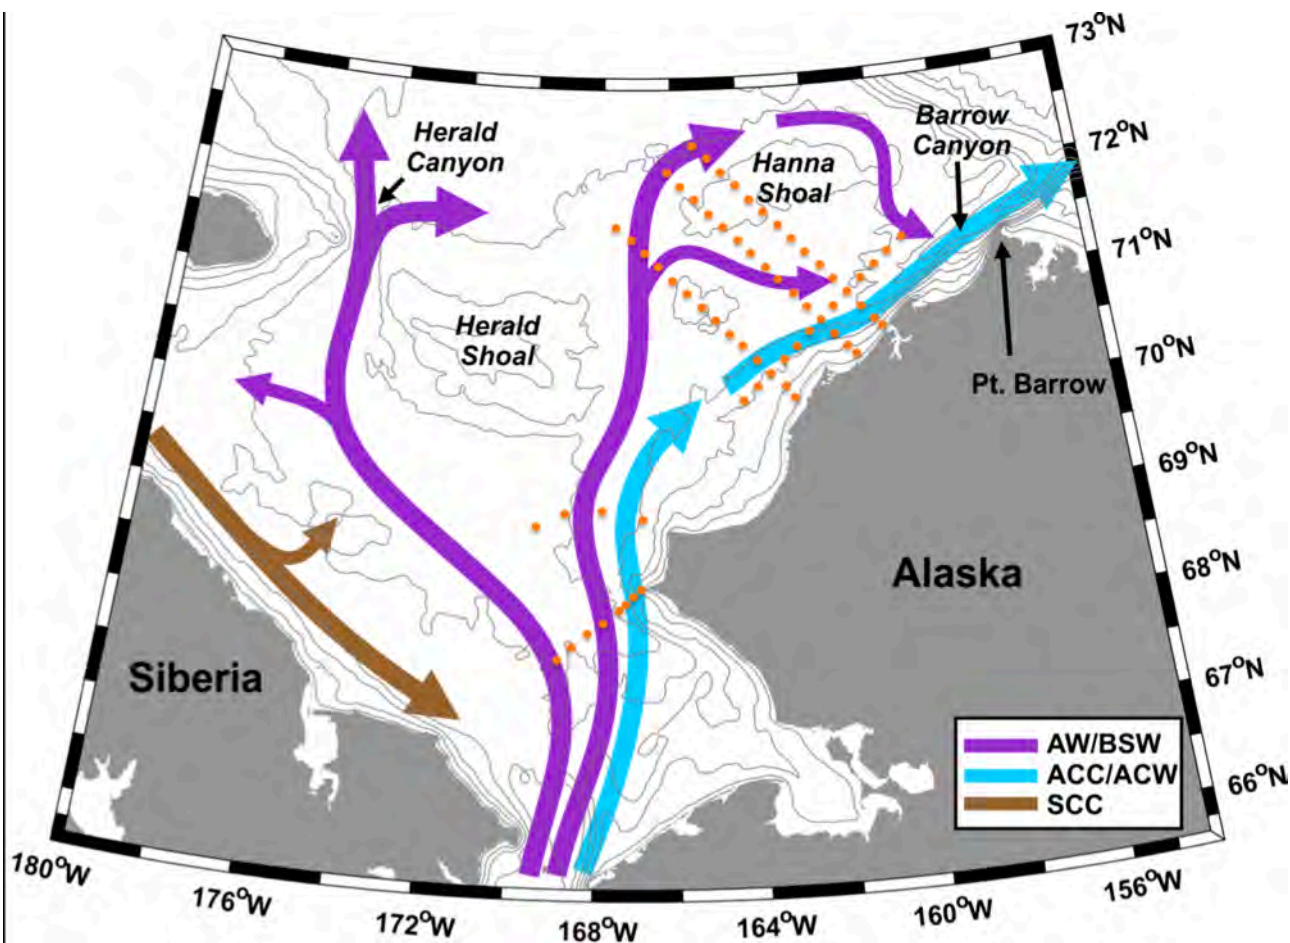 73°N
72°N
71°N
70°N
69°N
68°N
67°N
66°N
Herald
Canyon
Hanna
Shoal
Barrow
Canyon
Herald
Shoal
Pt. Barrow
Alaska
Siberia
AW/BSW
ACC/ACW
SCC
180°W
176°W
172°W
168°W
164°W
160°W
156°W